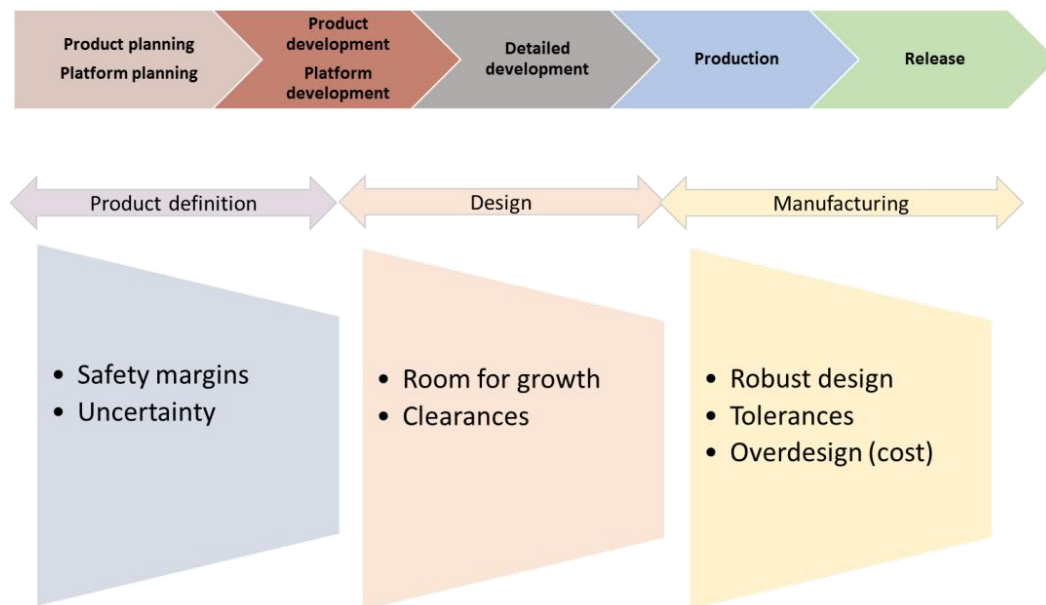 Product planning
Platform planning
Product
development
Platform
development
Detailed
development
Production
Release
Product definition
Design
Manufacturing
• Safety margins
• Uncertainty
• Room for growth
• Clearances
• Robust design
• Tolerances
• Overdesign (cost)